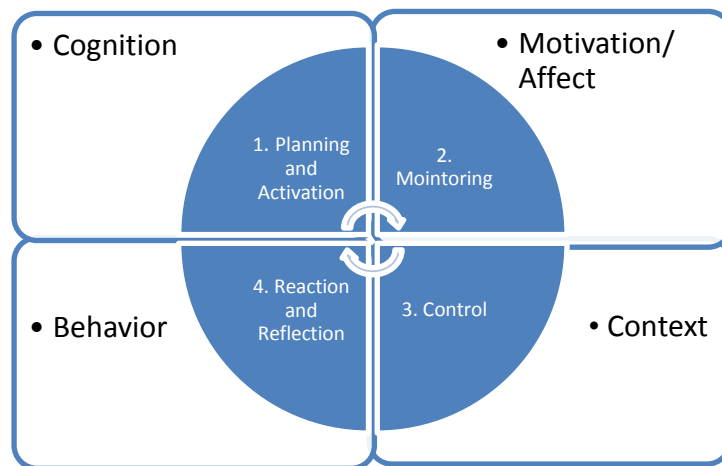 • Cognition
• Motivation/
Affect
1. Planning
and
Activation
2.
Mointoring
4. Reaction
and
Reflection
3. Control
• Behavior
• Context